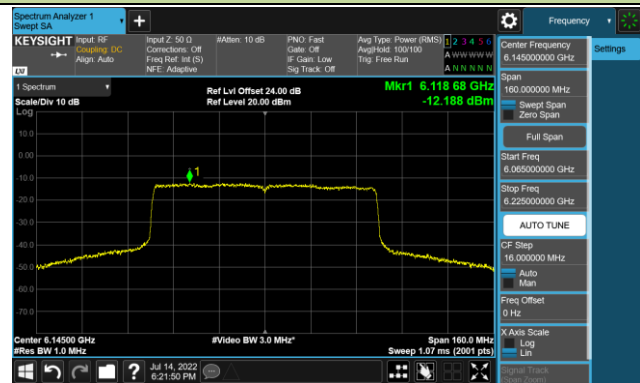 Spectrum Analyzer 1
Swept SA
Frequency
KEYSIGHT
Input: RF
Coupling: DC
Align: Auto
Input Z: 50 Ω
Corrections: Off
Freq Ref: Int (S)
NFE: Adaptive
#Atten: 10 dB
PNO: Fast
Gate: Off
IF Gain: Low
Sig Track: Off
Avg Type: Power (RMS)
Avg|Hold: 100/100
Trig: Free Run
1 2 3 4 5 6
A W W W W W
A N N N N N
LXI
1 Spectrum
Scale/Div 10 dB
Ref Lvl Offset 24.00 dB
Ref Level 20.00 dBm
Mkr1 6.118 68 GHz
-12.188 dBm
Log
10.0
0.00
-10.0
-20.0
-30.0
-40.0
-50.0
-60.0
-70.0
1
Center 6.14500 GHz
#Res BW 1.0 MHz
#Video BW 3.0 MHz*
Span 160.0 MHz
Sweep 1.07 ms (2001 pts)
Jul 14, 2022
6:21:50 PM
Center Frequency
6.145000000 GHz
Settings
Span
160.000000 MHz
Swept Span
Zero Span
Full Span
Start Freq
6.065000000 GHz
Stop Freq
6.225000000 GHz
AUTO TUNE
CF Step
16.000000 MHz
Auto
Man
Freq Offset
0 Hz
X Axis Scale
Log
Lin
Signal Track
(Span Zoom)